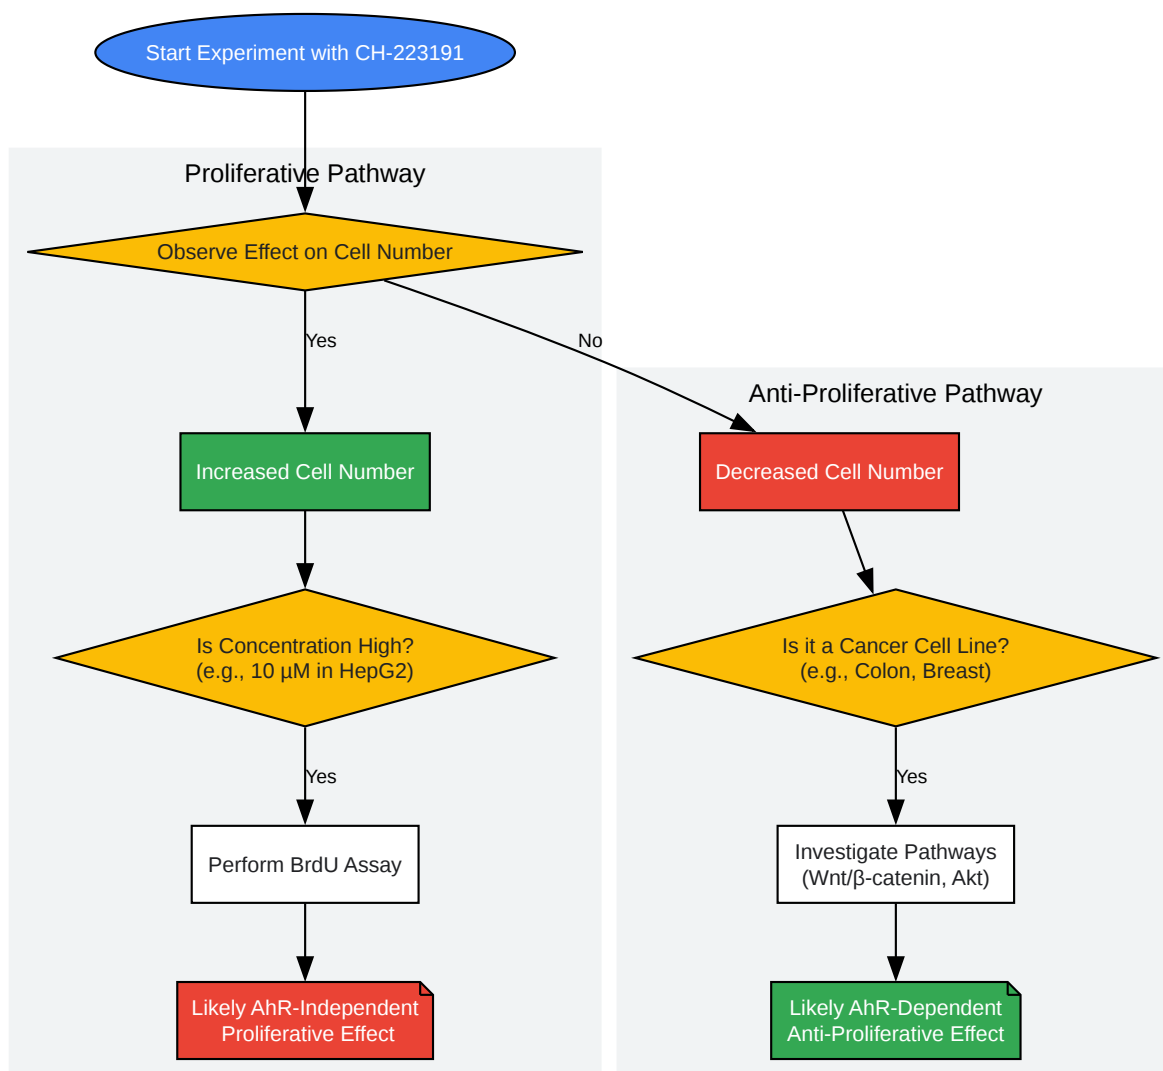 Start Experiment with CH-223191
Proliferative Pathway
Observe Effect on Cell Number
Yes
No
Anti-Proliferative Pathway
Increased Cell Number
Decreased Cell Number
Is Concentration High?
(e.g., 10 µM in HepG2)
Is it a Cancer Cell Line?
(e.g., Colon, Breast)
Yes
Yes
Perform BrdU Assay
Investigate Pathways
(Wnt/β-catenin, Akt)
Likely AhR-Independent
Proliferative Effect
Likely AhR-Dependent
Anti-Proliferative Effect